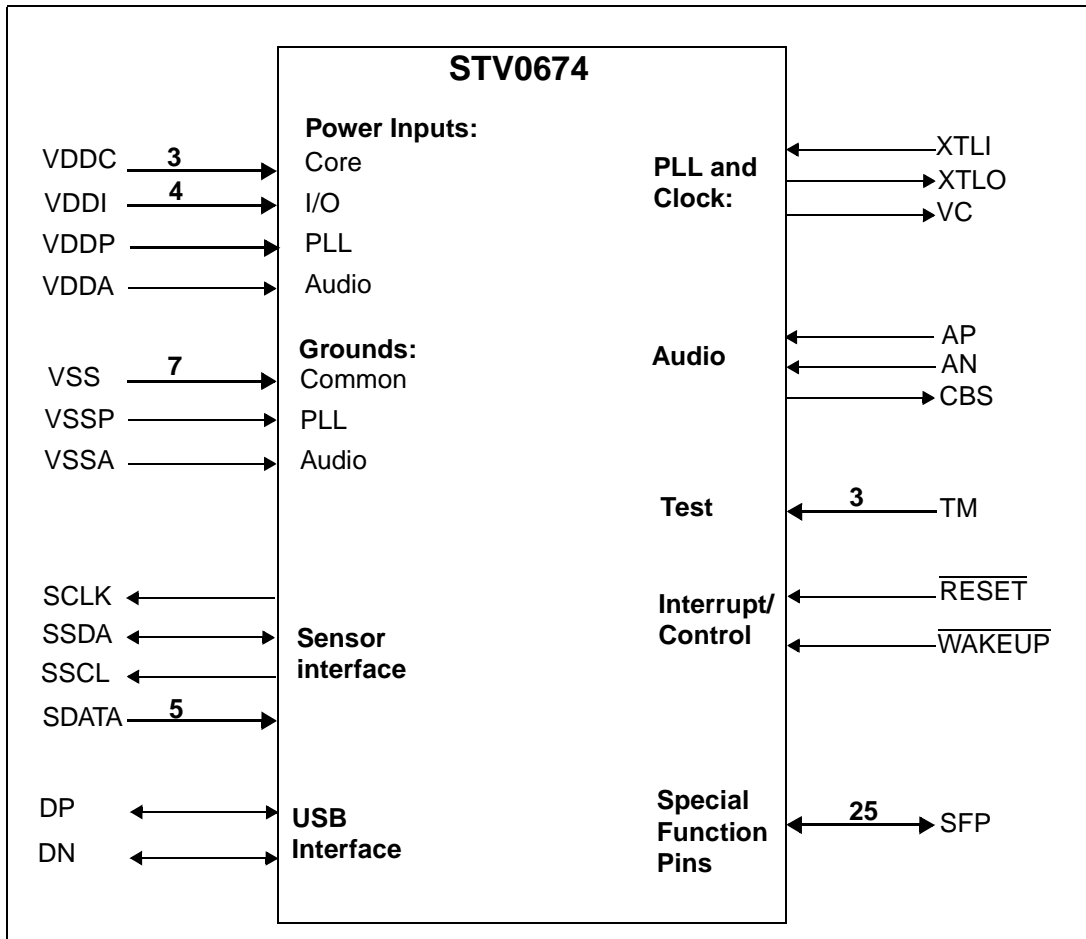 STV0674
Power Inputs:
VDDC 3 Core
VDDI 4 I/O
VDDP PLL
VDDA Audio
Grounds:
VSS 7 Common
VSSP PLL
VSSA Audio
SCLK
SSDA
SSCL
SDATA 5
Sensor
interface
DP
DN
USB
Interface
PLL and
Clock:
XTLI
XTLO
VC
Audio
AP
AN
CBS
Test 3 TM
Interrupt/
Control
RESET
WAKEUP
Special
Function
Pins
25 SFP